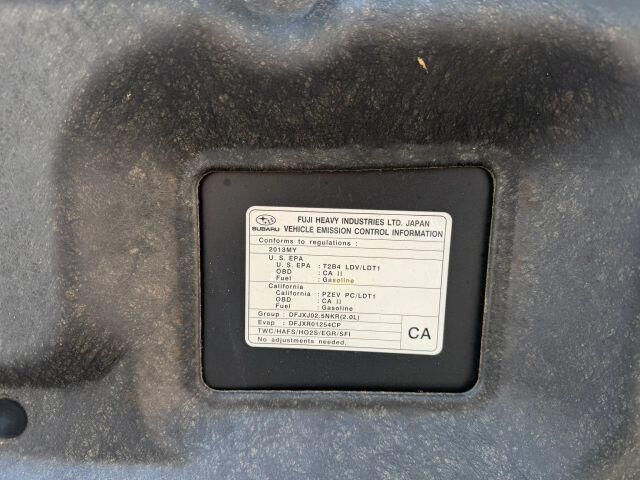 SUBARU
FUJI HEAVY INDUSTRIES LTD. JAPAN
VEHICLE EMISSION CONTROL INFORMATION
Conforms to regulations :
2013MY
U. S. EPA
U. S. EPA : T2B4 LDV/LDT1
OBD : CA II
Fuel : Gasoline
California
California : PZEV PC/LDT1
OBD : CA II
Fuel : Gasoline
Group : DFJXJ02.5NKR(2.0L)
Evap : DFJXR01254CP
TWC/HAFS/HO2S/EGR/SFI
No adjustments needed.
CA